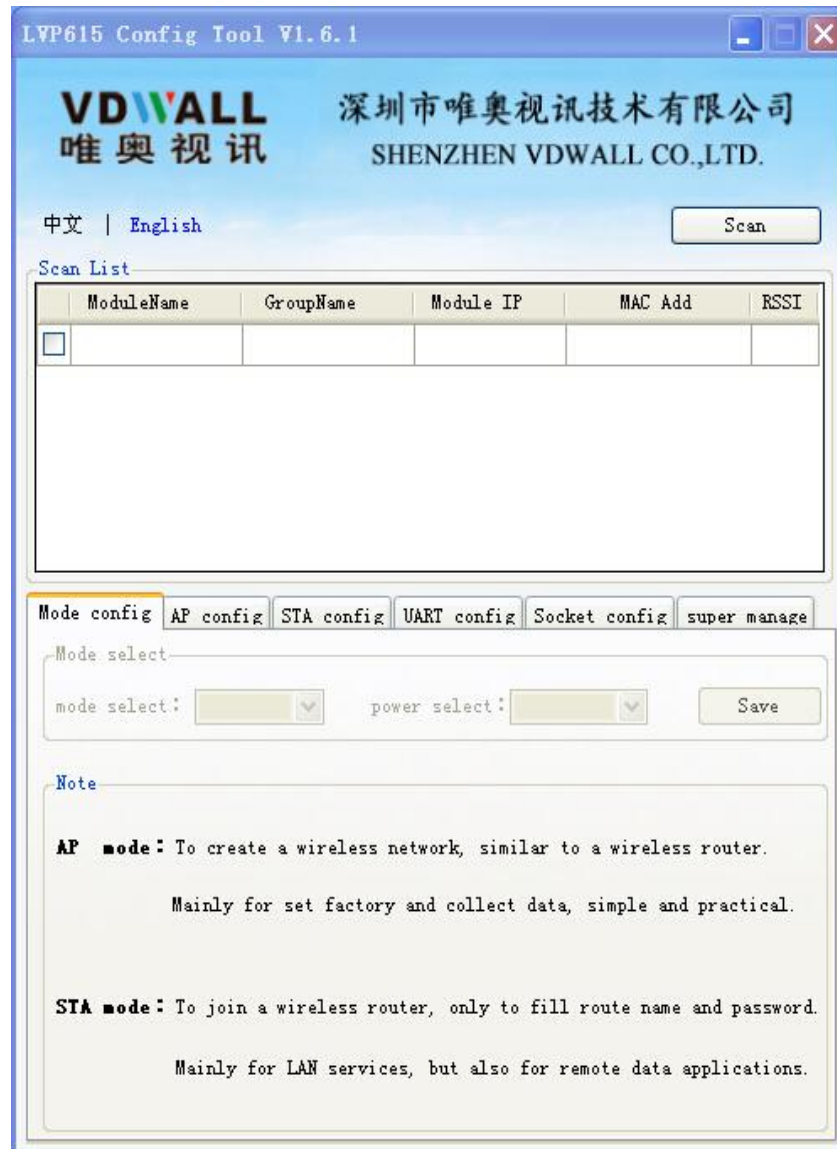 LVP615 Config Tool V1.6.1
VDWALL 深圳市唯奥视讯技术有限公司
唯奥视讯 SHENZHEN VDWALL CO.,LTD.
中文 | English Scan
Scan List
ModuleName GroupName Module IP MAC Add RSSI
Mode config AP config STA config UART config Socket config super manage
Mode select
mode select: power select: Save
Note
AP mode: To create a wireless network, similar to a wireless router.
Mainly for set factory and collect data, simple and practical.
STA mode: To join a wireless router, only to fill route name and password.
Mainly for LAN services, but also for remote data applications.